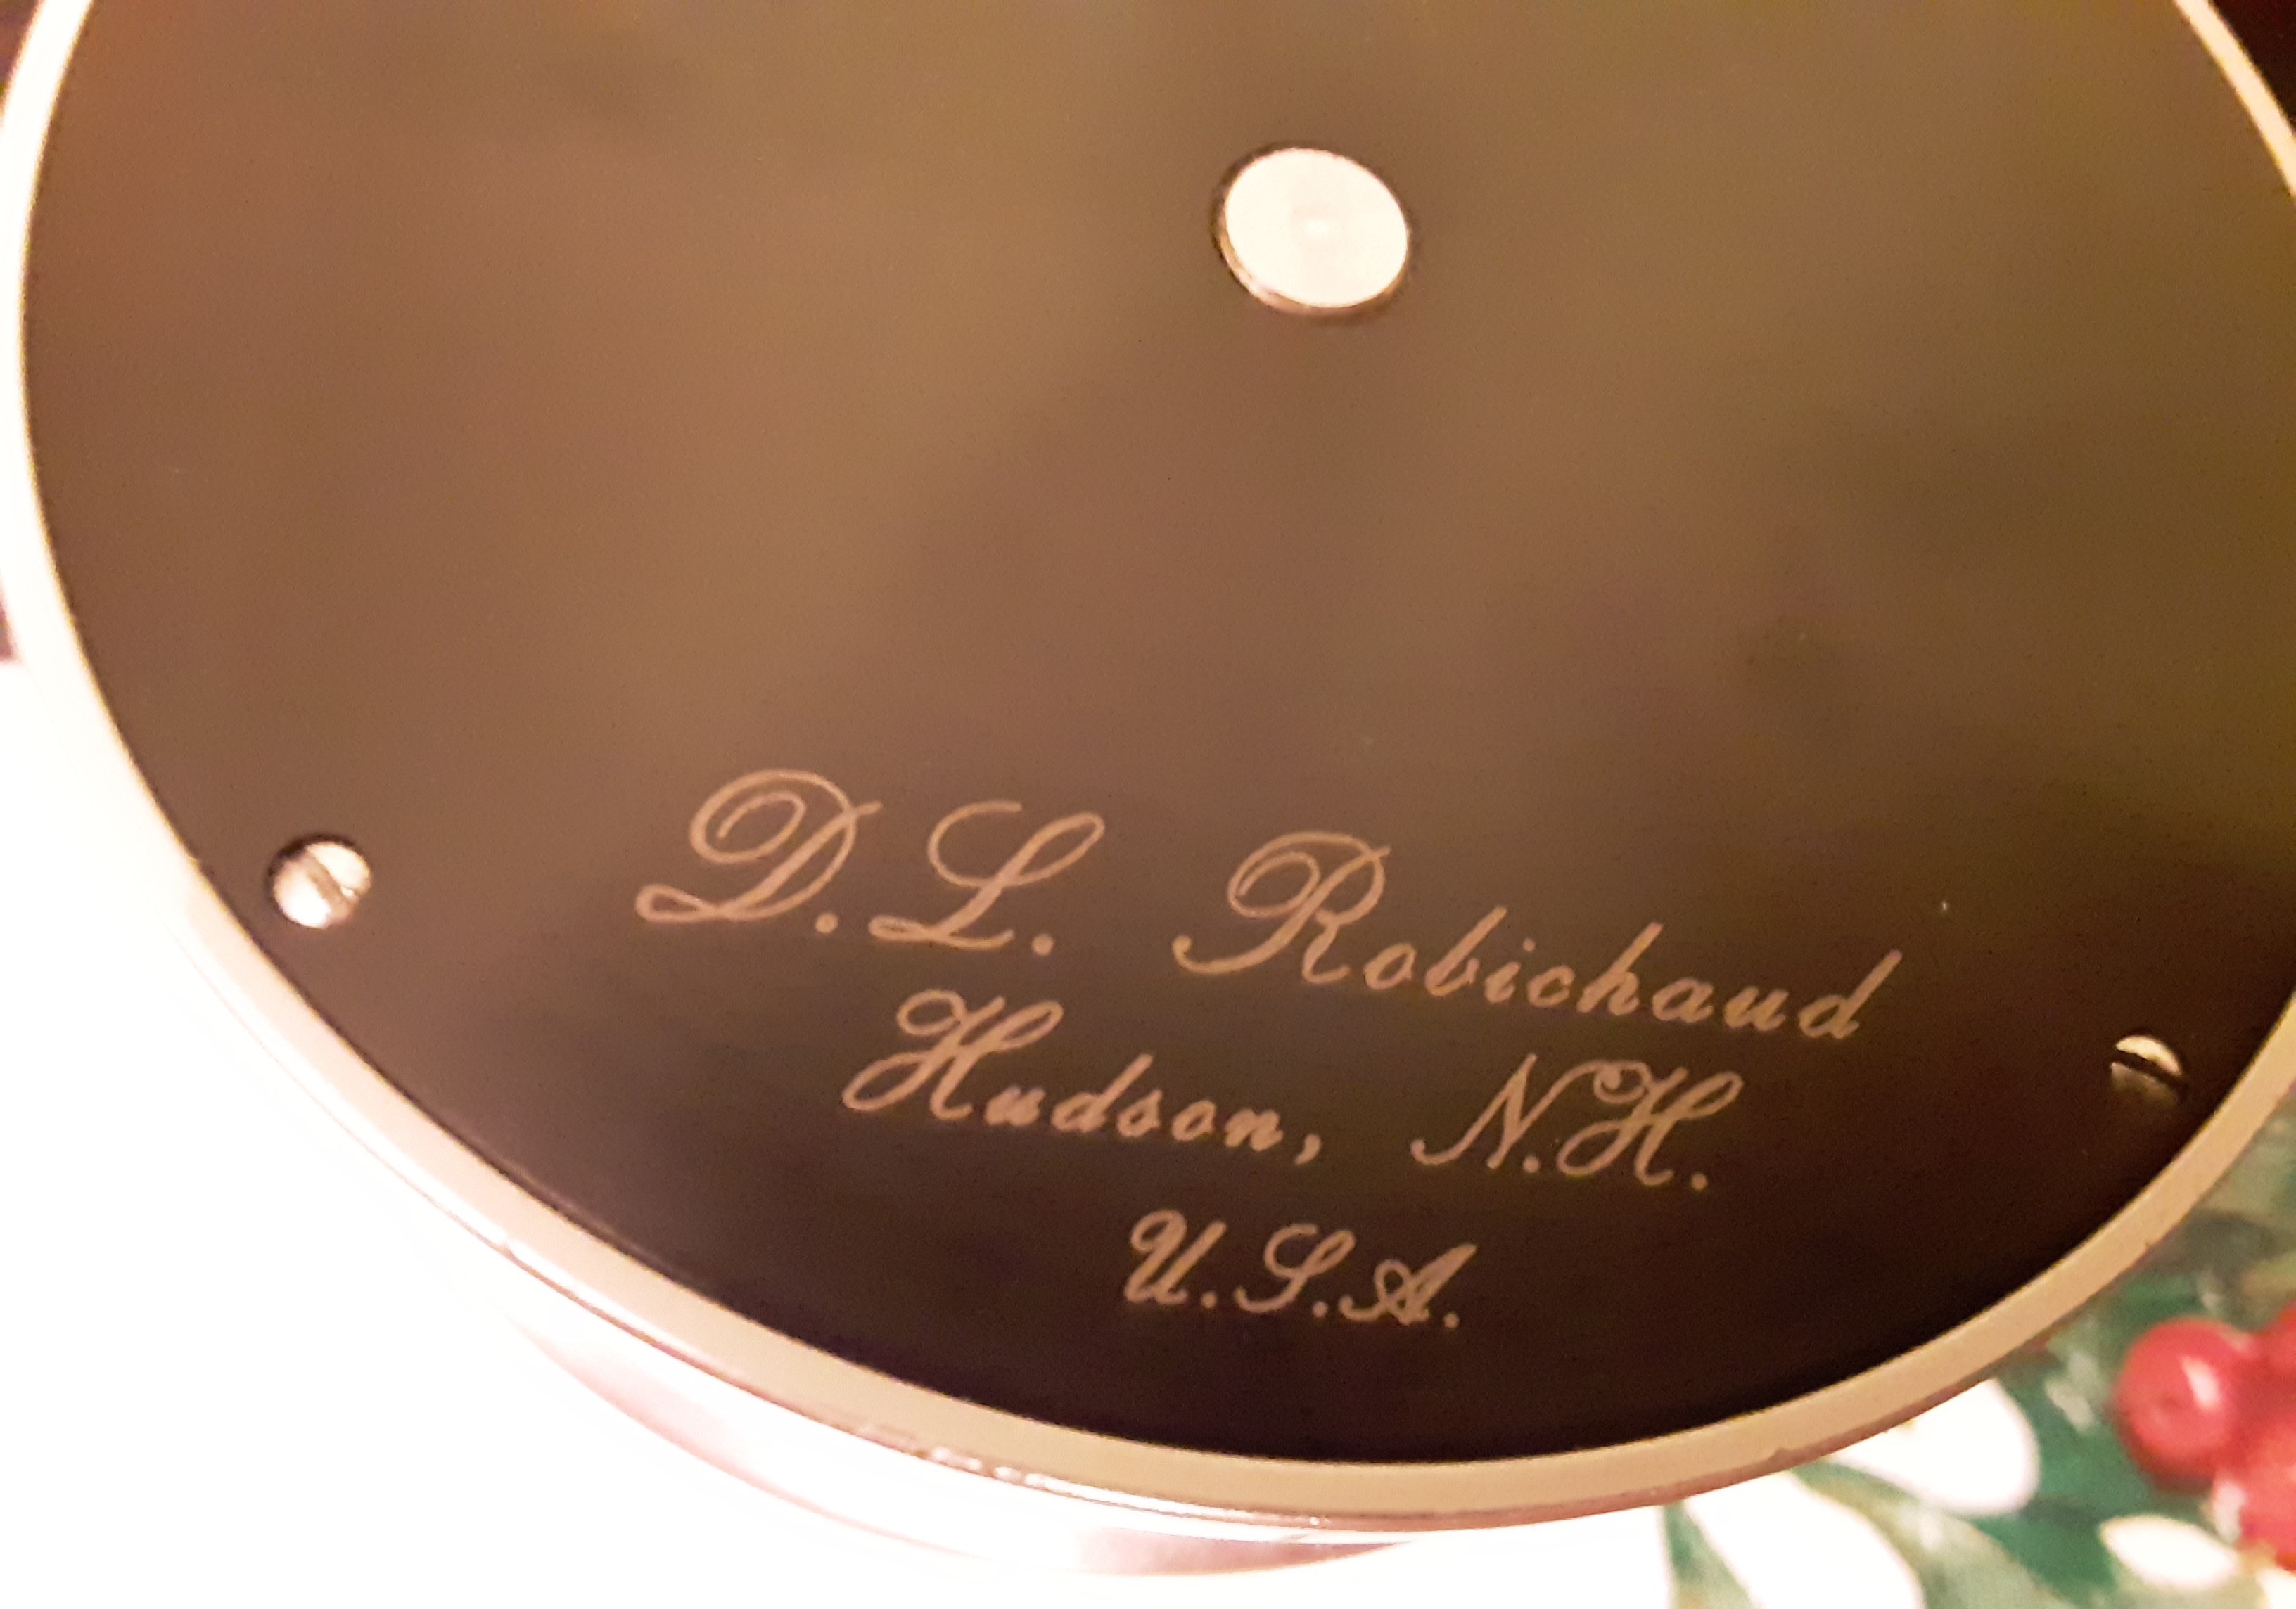 D.L. Robichaud
Hudson, N.H.
U.S.A.